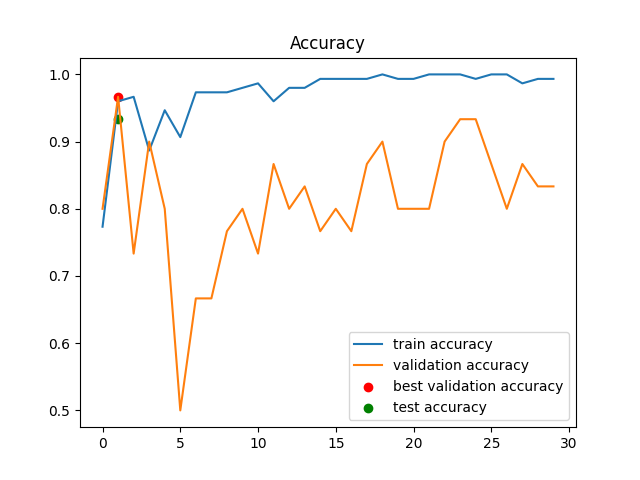 Accuracy
1.0
0.9
0.8
0.7
0.6
0.5
train accuracy
validation accuracy
best validation accuracy
test accuracy
0 5 10 15 20 25 30